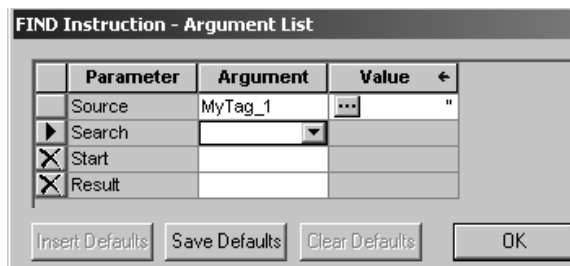 FIND Instruction - Argument List
Parameter Argument Value ←
Source MyTag_1 ... ''
Search
Start
Result
Insert Defaults Save Defaults Clear Defaults OK